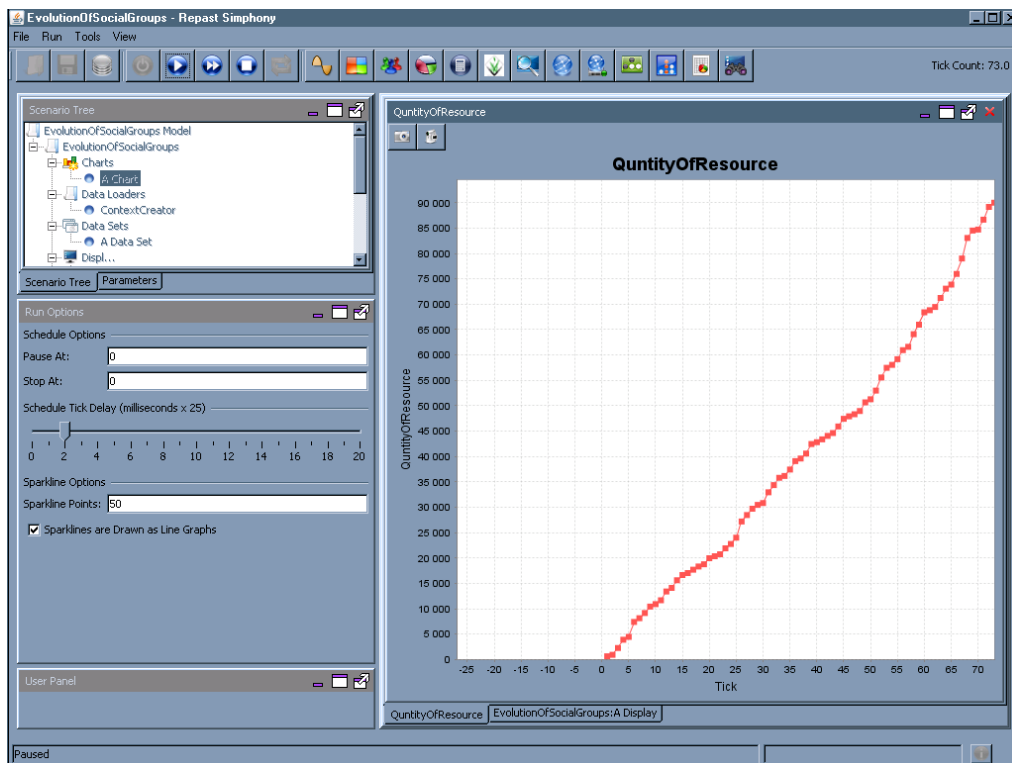 EvolutionOfSocialGroups - Repast Simphony
File Run Tools View
Tick Count: 73.0
Scenario Tree
EvolutionOfSocialGroups Model
EvolutionOfSocialGroups
Charts
A Chart
Data Loaders
ContextCreator
Data Sets
A Data Set
Displ...
Scenario Tree Parameters
Run Options
Schedule Options
Pause At: 0
Stop At: 0
Schedule Tick Delay (milliseconds x 25)
0 2 4 6 8 10 12 14 16 18 20
Sparkline Options
Sparkline Points: 50
Sparklines are Drawn as Line Graphs
User Panel
QuntityOfResource
QuntityOfResource
QuntityOfResource
90 000
85 000
80 000
75 000
70 000
65 000
60 000
55 000
50 000
45 000
40 000
35 000
30 000
25 000
20 000
15 000
10 000
5 000
0
-25 -20 -15 -10 -5 0 5 10 15 20 25 30 35 40 45 50 55 60 65 70
Tick
QuntityOfResource EvolutionOfSocialGroups:A Display
Paused